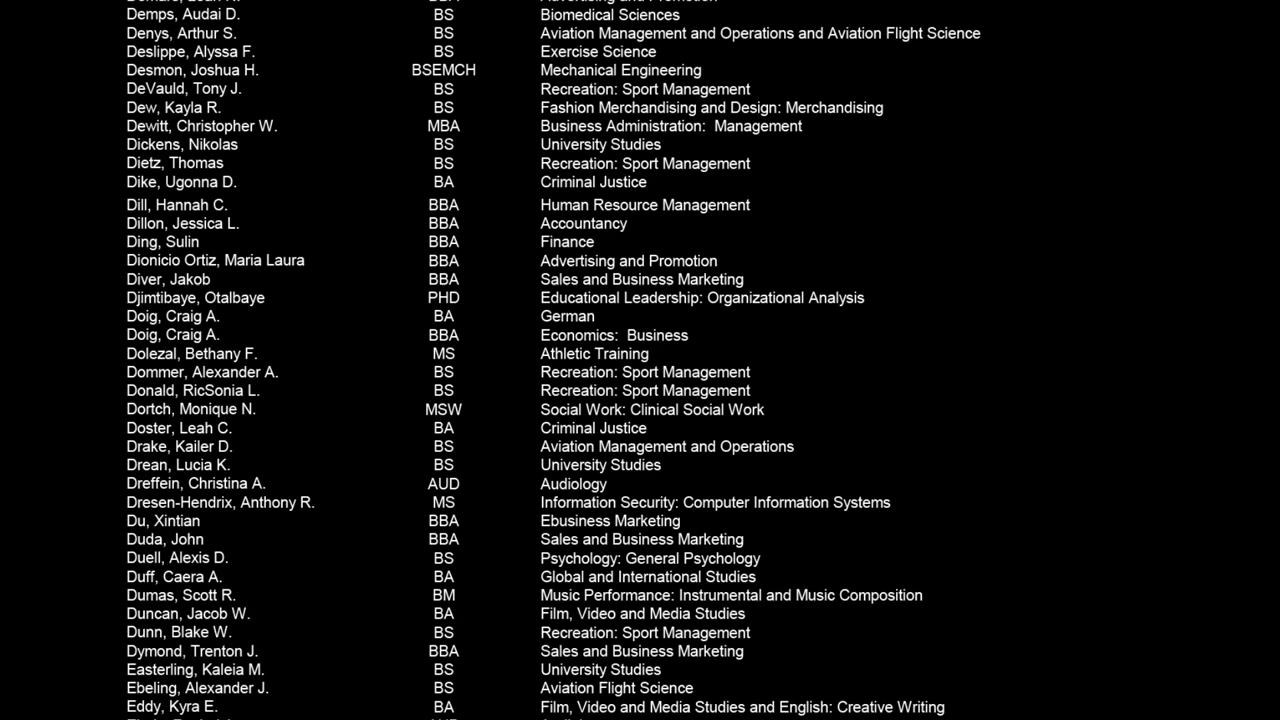 Demps, Audai D. BS Biomedical Sciences
Denys, Arthur S. BS Aviation Management and Operations and Aviation Flight Science
Deslippe, Alyssa F. BS Exercise Science
Desmon, Joshua H. BSEMCH Mechanical Engineering
DeVauld, Tony J. BS Recreation: Sport Management
Dew, Kayla R. BS Fashion Merchandising and Design: Merchandising
Dewitt, Christopher W. MBA Business Administration:  Management
Dickens, Nikolas BS University Studies
Dietz, Thomas BS Recreation: Sport Management
Dike, Ugonna D. BA Criminal Justice
Dill, Hannah C. BBA Human Resource Management
Dillon, Jessica L. BBA Accountancy
Ding, Sulin BBA Finance
Dionicio Ortiz, Maria Laura BBA Advertising and Promotion
Diver, Jakob BBA Sales and Business Marketing
Djimtibaye, Otalbaye PHD Educational Leadership: Organizational Analysis
Doig, Craig A. BA German
Doig, Craig A. BBA Economics:  Business
Dolezal, Bethany F. MS Athletic Training
Dommer, Alexander A. BS Recreation: Sport Management
Donald, RicSonia L. BS Recreation: Sport Management
Dortch, Monique N. MSW Social Work: Clinical Social Work
Doster, Leah C. BA Criminal Justice
Drake, Kailer D. BS Aviation Management and Operations
Drean, Lucia K. BS University Studies
Dreffein, Christina A. AUD Audiology
Dresen-Hendrix, Anthony R. MS Information Security: Computer Information Systems
Du, Xintian BBA Ebusiness Marketing
Duda, John BBA Sales and Business Marketing
Duell, Alexis D. BS Psychology: General Psychology
Duff, Caera A. BA Global and International Studies
Dumas, Scott R. BM Music Performance: Instrumental and Music Composition
Duncan, Jacob W. BA Film, Video and Media Studies
Dunn, Blake W. BS Recreation: Sport Management
Dymond, Trenton J. BBA Sales and Business Marketing
Easterling, Kaleia M. BS University Studies
Ebeling, Alexander J. BS Aviation Flight Science
Eddy, Kyra E. BA Film, Video and Media Studies and English: Creative Writing